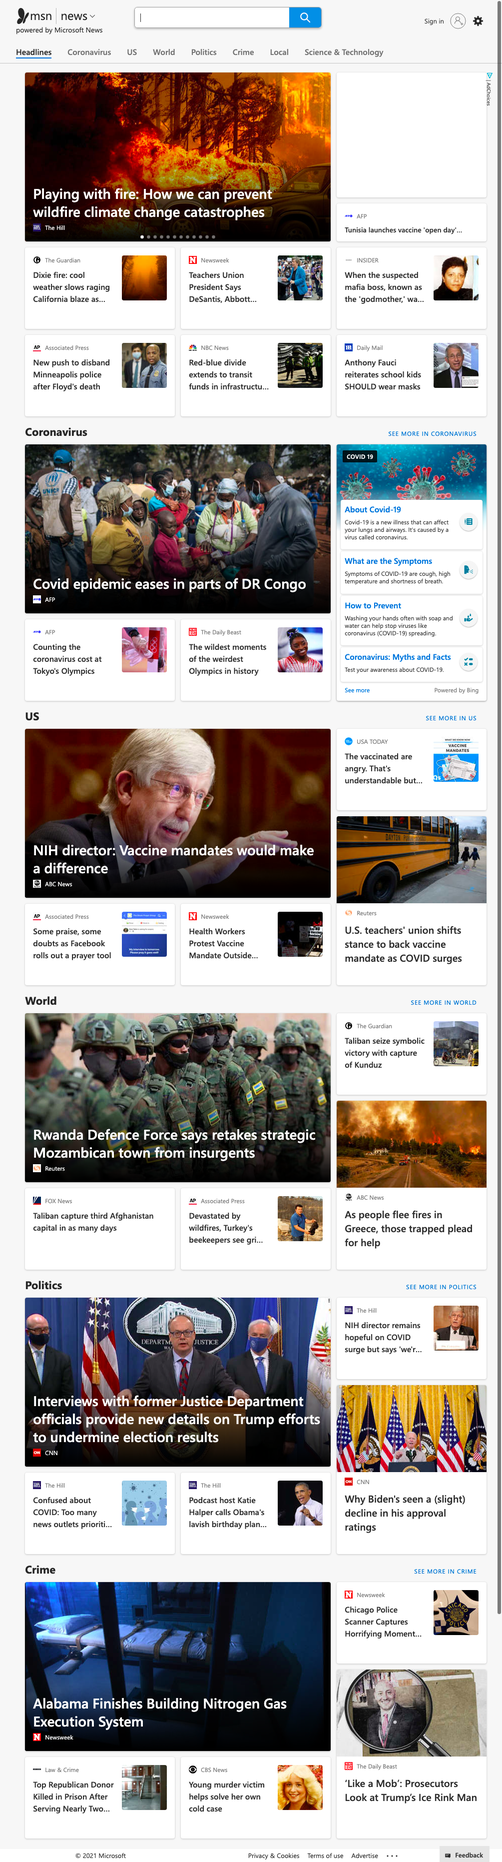 msn news
powered by Microsoft News
Sign in
Headlines Coronavirus US World Politics Crime Local Science & Technology
AdChoices
Playing with fire: How we can prevent
wildfire climate change catastrophes
The Hill
AFP
Tunisia launches vaccine 'open day'...
The Guardian
Dixie fire: cool
weather slows raging
California blaze as...
Newsweek
Teachers Union
President Says
DeSantis, Abbott...
INSIDER
When the suspected
mafia boss, known as
the 'godmother,' wa...
Associated Press
New push to disband
Minneapolis police
after Floyd's death
NBC News
Red-blue divide
extends to transit
funds in infrastructu...
Daily Mail
Anthony Fauci
reiterates school kids
SHOULD wear masks
Coronavirus
SEE MORE IN CORONAVIRUS
Covid epidemic eases in parts of DR Congo
AFP
COVID 19
About Covid-19
Covid-19 is a new illness that can affect
your lungs and airways. It's caused by a
virus called coronavirus.
What are the Symptoms
Symptoms of COVID-19 are cough, high
temperature and shortness of breath.
How to Prevent
Washing your hands often with soap and
water can help stop viruses like
coronavirus (COVID-19) spreading.
Coronavirus: Myths and Facts
Test your awareness about COVID-19.
See more
Powered by Bing
AFP
Counting the
coronavirus cost at
Tokyo's Olympics
The Daily Beast
The wildest moments
of the weirdest
Olympics in history
US
SEE MORE IN US
NIH director: Vaccine mandates would make
a difference
ABC News
USA TODAY
The vaccinated are
angry. That's
understandable but...
VACCINE
MANDATES
Reuters
U.S. teachers' union shifts
stance to back vaccine
mandate as COVID surges
Associated Press
Some praise, some
doubts as Facebook
rolls out a prayer tool
Newsweek
Health Workers
Protest Vaccine
Mandate Outside...
World
SEE MORE IN WORLD
Rwanda Defence Force says retakes strategic
Mozambican town from insurgents
Reuters
The Guardian
Taliban seize symbolic
victory with capture
of Kunduz
ABC News
As people flee fires in
Greece, those trapped plead
for help
FOX News
Taliban capture third Afghanistan
capital in as many days
Associated Press
Devastated by
wildfires, Turkey's
beekeepers see gri...
Politics
SEE MORE IN POLITICS
Interviews with former Justice Department
officials provide new details on Trump efforts
to undermine election results
CNN
The Hill
NIH director remains
hopeful on COVID
surge but says 'we'r...
CNN
Why Biden's seen a (slight)
decline in his approval
ratings
The Hill
Confused about
COVID: Too many
news outlets prioriti...
The Hill
Podcast host Katie
Halper calls Obama's
lavish birthday plan...
Crime
SEE MORE IN CRIME
Alabama Finishes Building Nitrogen Gas
Execution System
Newsweek
Newsweek
Chicago Police
Scanner Captures
Horrifying Moment...
The Daily Beast
'Like a Mob': Prosecutors
Look at Trump's Ice Rink Man
Law & Crime
Top Republican Donor
Killed in Prison After
Serving Nearly Two...
CBS News
Young murder victim
helps solve her own
cold case
© 2021 Microsoft
Privacy & Cookies Terms of use Advertise
Feedback